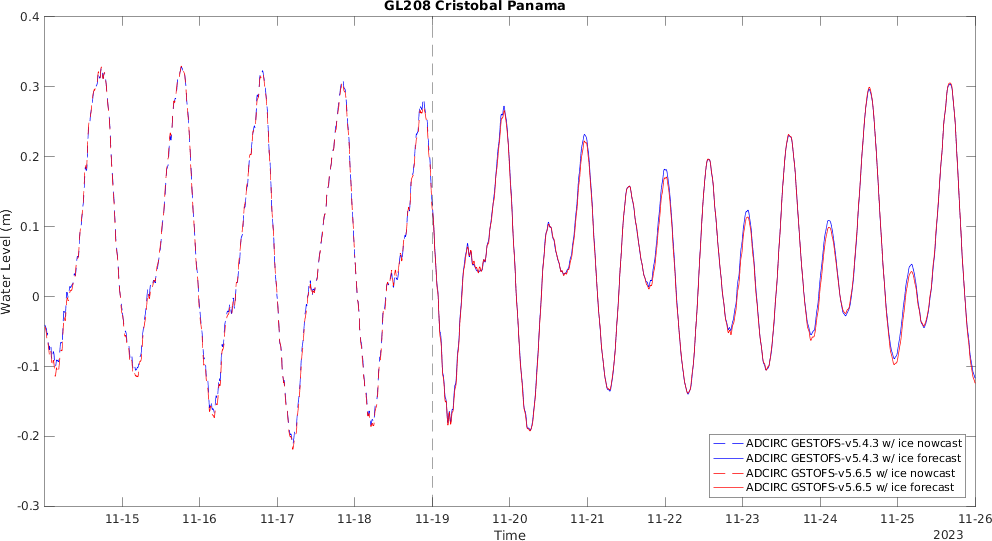 GL208 Cristobal Panama
0.4
0.3
0.2
0.1
0
-0.1
-0.2
-0.3
Water Level (m)
ADCIRC GESTOFS-v5.4.3 w/ ice nowcast
ADCIRC GESTOFS-v5.4.3 w/ ice forecast
ADCIRC GSTOFS-v5.6.5 w/ ice nowcast
ADCIRC GSTOFS-v5.6.5 w/ ice forecast
11-15 11-16 11-17 11-18 11-19 11-20 11-21 11-22 11-23 11-24 11-25 11-26
Time
2023